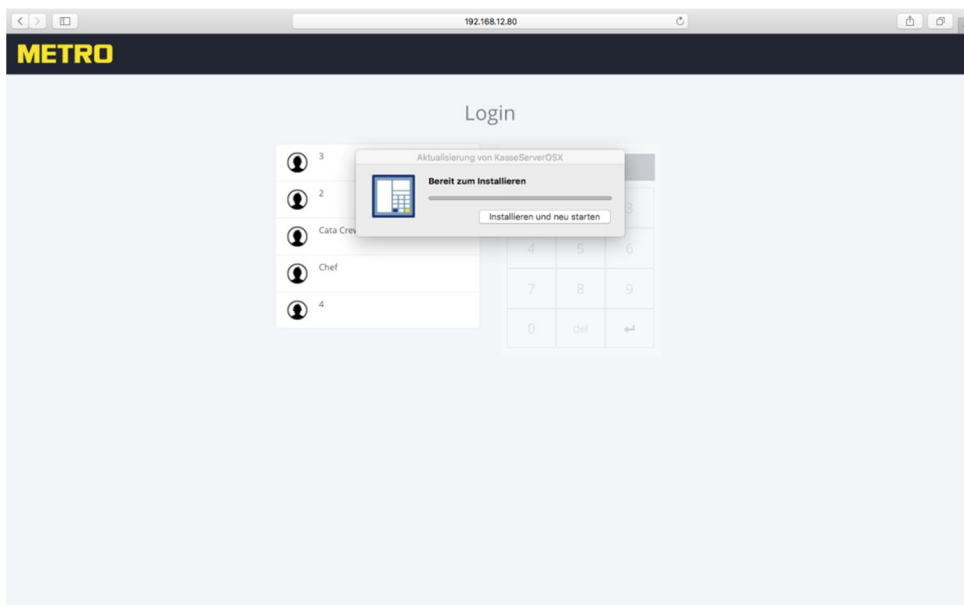 192.168.12.80
METRO
Login
3
2
Cata Crew
Chef
4
Aktualisierung von KasseServerOSX
Bereit zum Installieren
Installieren und neu starten
3
4 5 6
7 8 9
0 del